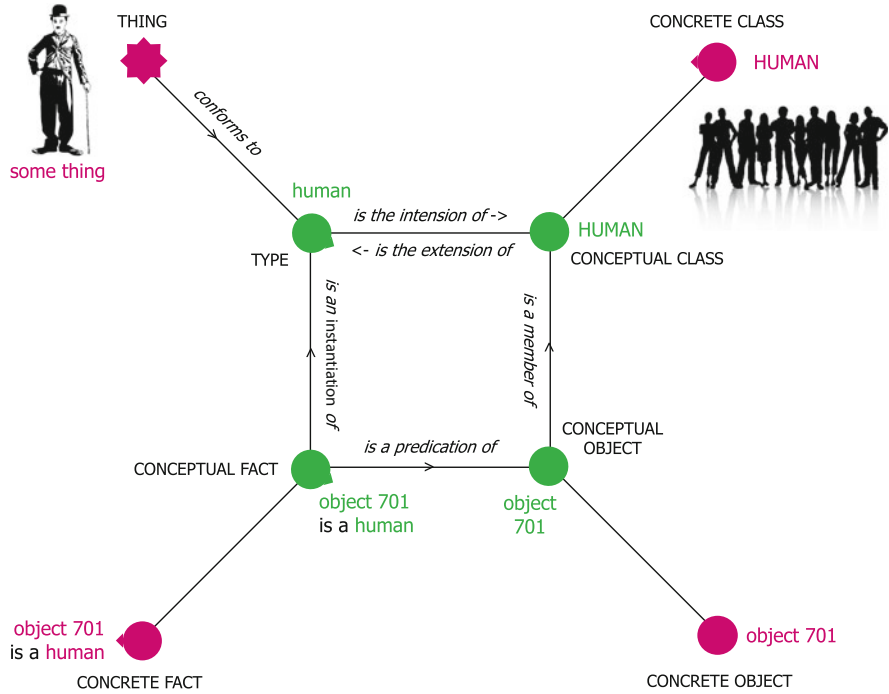 THING
CONCRETE CLASS
HUMAN
conforms to
some thing
human
is the intension of ->
HUMAN
TYPE
<- is the extension of
CONCEPTUAL CLASS
is an instantiation of
is a member of
CONCEPTUAL
OBJECT
is a predication of
CONCEPTUAL FACT
object 701
is a human
object
701
object 701
is a human
object 701
CONCRETE FACT
CONCRETE OBJECT